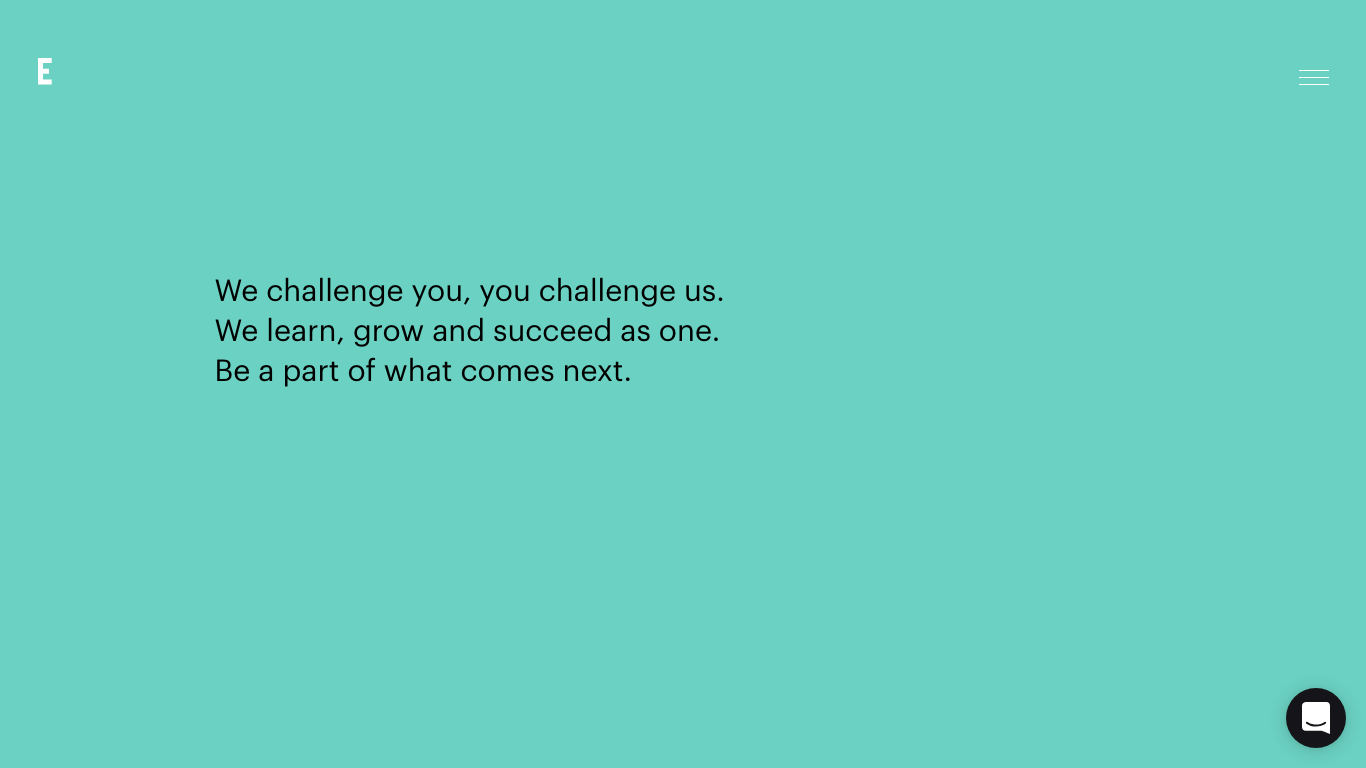 E
We challenge you, you challenge us.
We learn, grow and succeed as one.
Be a part of what comes next.